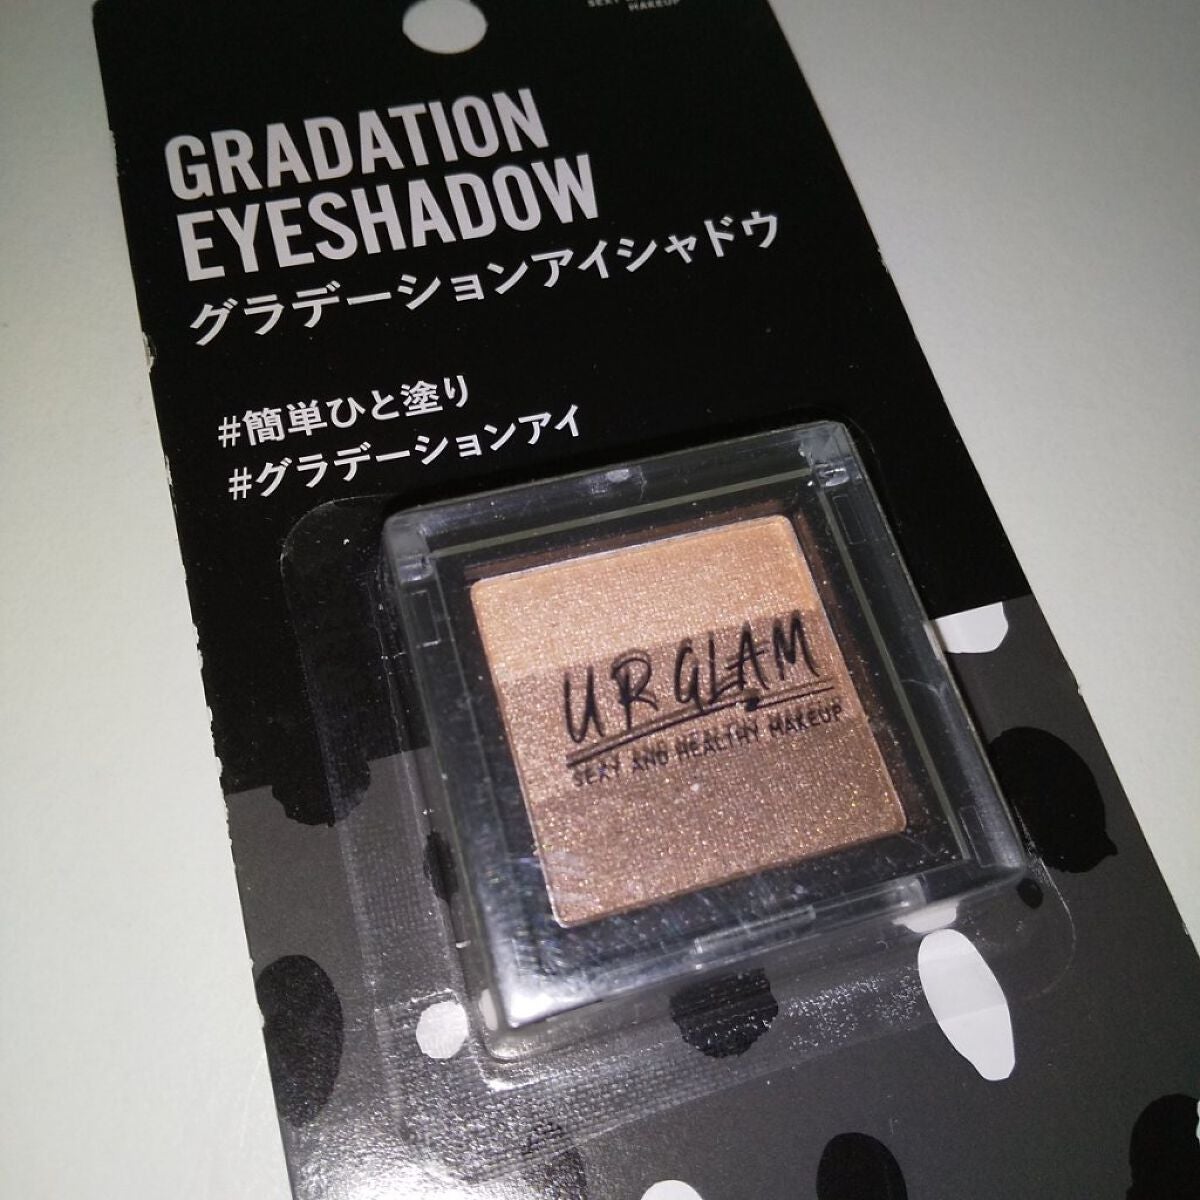 MAKEUP
GRADATION
EYESHADOW
グラデーションアイシャドウ
#簡単ひと塗り
#グラデーションアイ
UR GLAM
SEXY AND HEALTHY MAKEUP